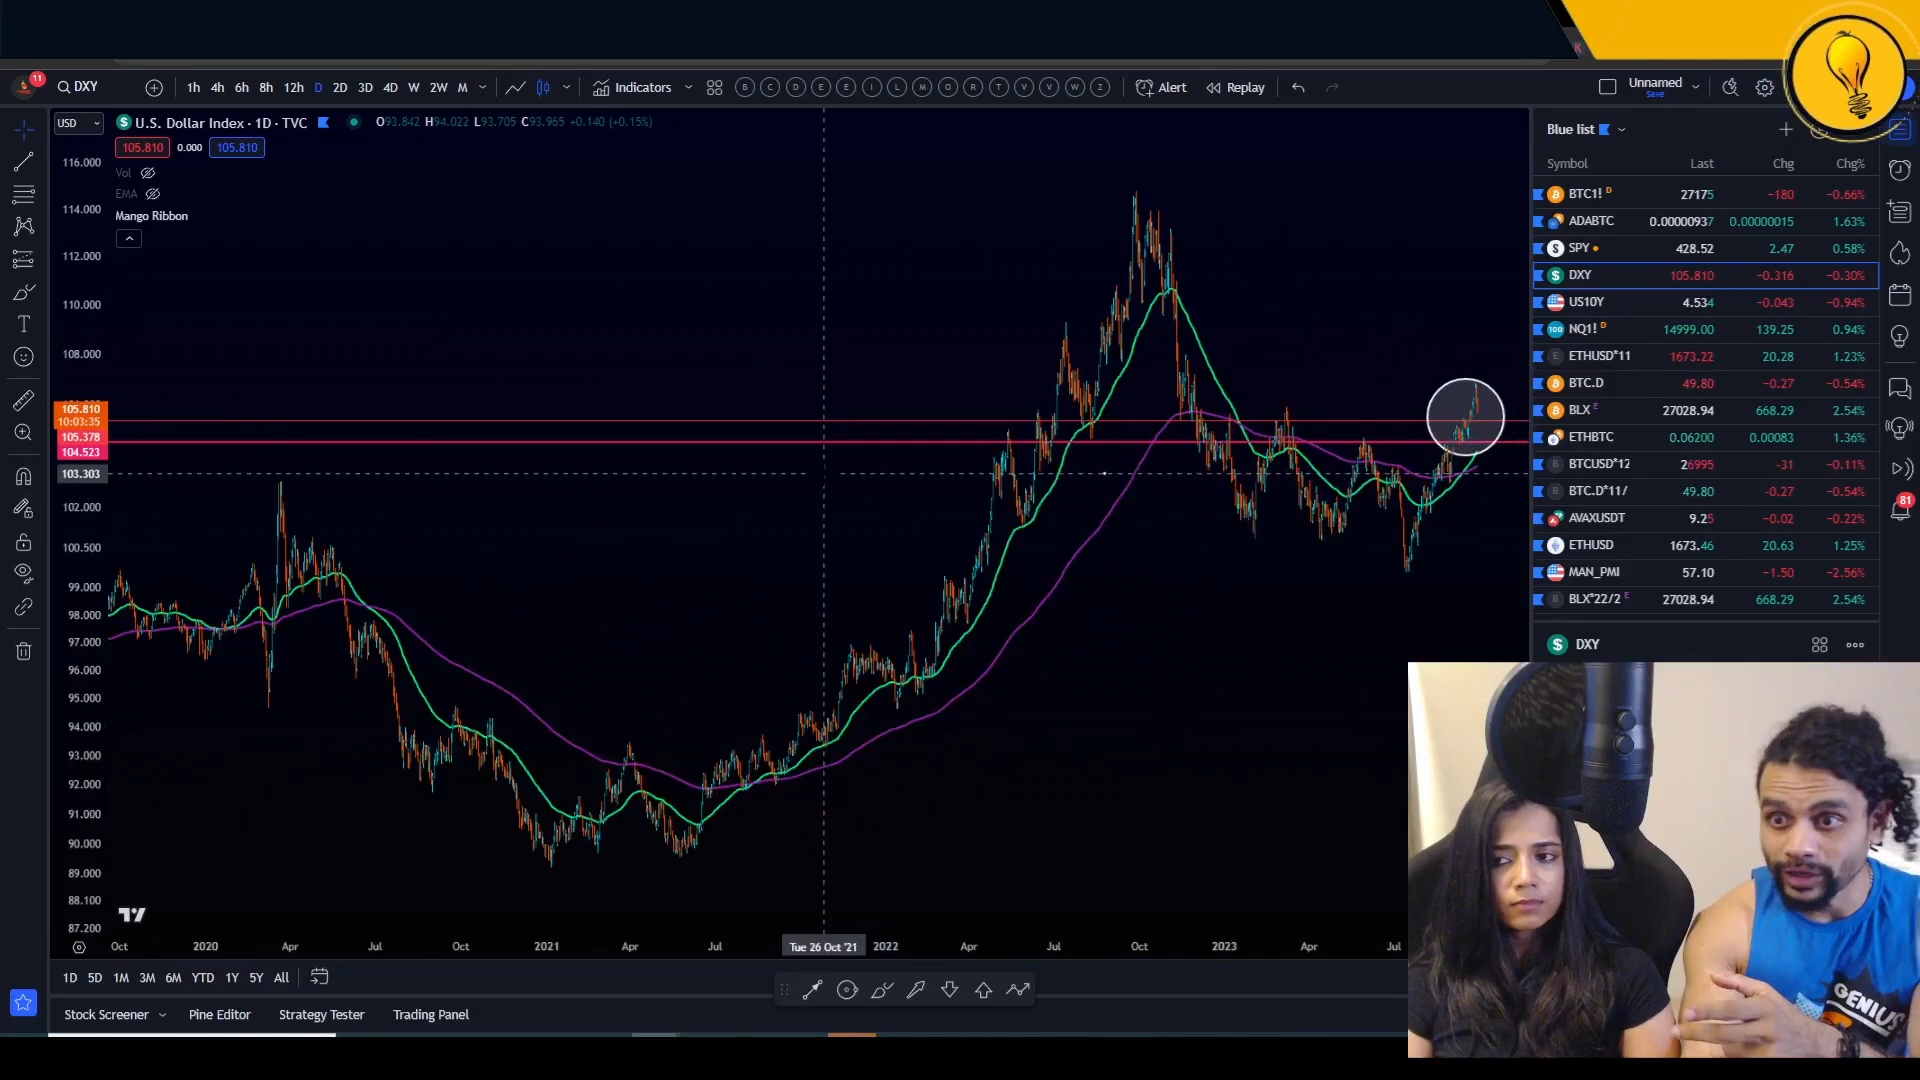 11
DXY
1h 4h 6h 8h 12h D 2D 3D 4D W 2W M
Indicators
B C D E E I L M O R T V V W Z
Alert
Replay
Unnamed
Save
K
USD
U.S. Dollar Index · 1D · TVC
O93.842 H94.022 L93.705 C93.965 +0.140 (+0.15%)
105.810 0.000 105.810
Vol
EMA
Mango Ribbon
116.000
114.000
112.000
110.000
108.000
105.810
10:03:35
105.378
104.523
103.303
102.000
100.500
99.000
98.000
97.000
96.000
95.000
94.000
93.000
92.000
91.000
90.000
89.000
88.100
87.200
Oct 2020 Apr Jul Oct 2021 Apr Jul Tue 26 Oct '21 2022 Apr Jul Oct 2023 Apr Jul
1D 5D 1M 3M 6M YTD 1Y 5Y All
Stock Screener Pine Editor Strategy Tester Trading Panel
Blue list
Symbol Last Chg Chg%
BTC1! D 27175 −180 −0.66%
ADABTC 0.00000937 0.00000015 1.63%
SPY 428.52 2.47 0.58%
DXY 105.810 −0.316 −0.30%
US10Y 4.534 −0.043 −0.94%
NQ1! D 14999.00 139.25 0.94%
ETHUSD*11 1673.22 20.28 1.23%
BTC.D 49.80 −0.27 −0.54%
BLX E 27028.94 668.29 2.54%
ETHBTC 0.06200 0.00083 1.36%
BTCUSD*12 26995 −31 −0.11%
BTC.D*11/ 49.80 −0.27 −0.54%
AVAXUSDT 9.25 −0.02 −0.22%
ETHUSD 1673.46 20.63 1.25%
MAN_PMI 57.10 −1.50 −2.56%
BLX*22/2 E 27028.94 668.29 2.54%
81
DXY
GENIUS